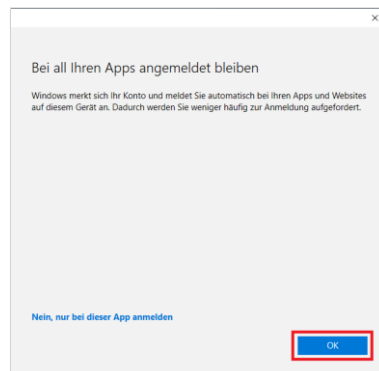 Bei all Ihren Apps angemeldet bleiben
Windows merkt sich Ihr Konto und meldet Sie automatisch bei Ihren Apps und Websites
auf diesem Gerät an. Dadurch werden Sie weniger häufig zur Anmeldung aufgefordert.
Nein, nur bei dieser App anmelden
OK